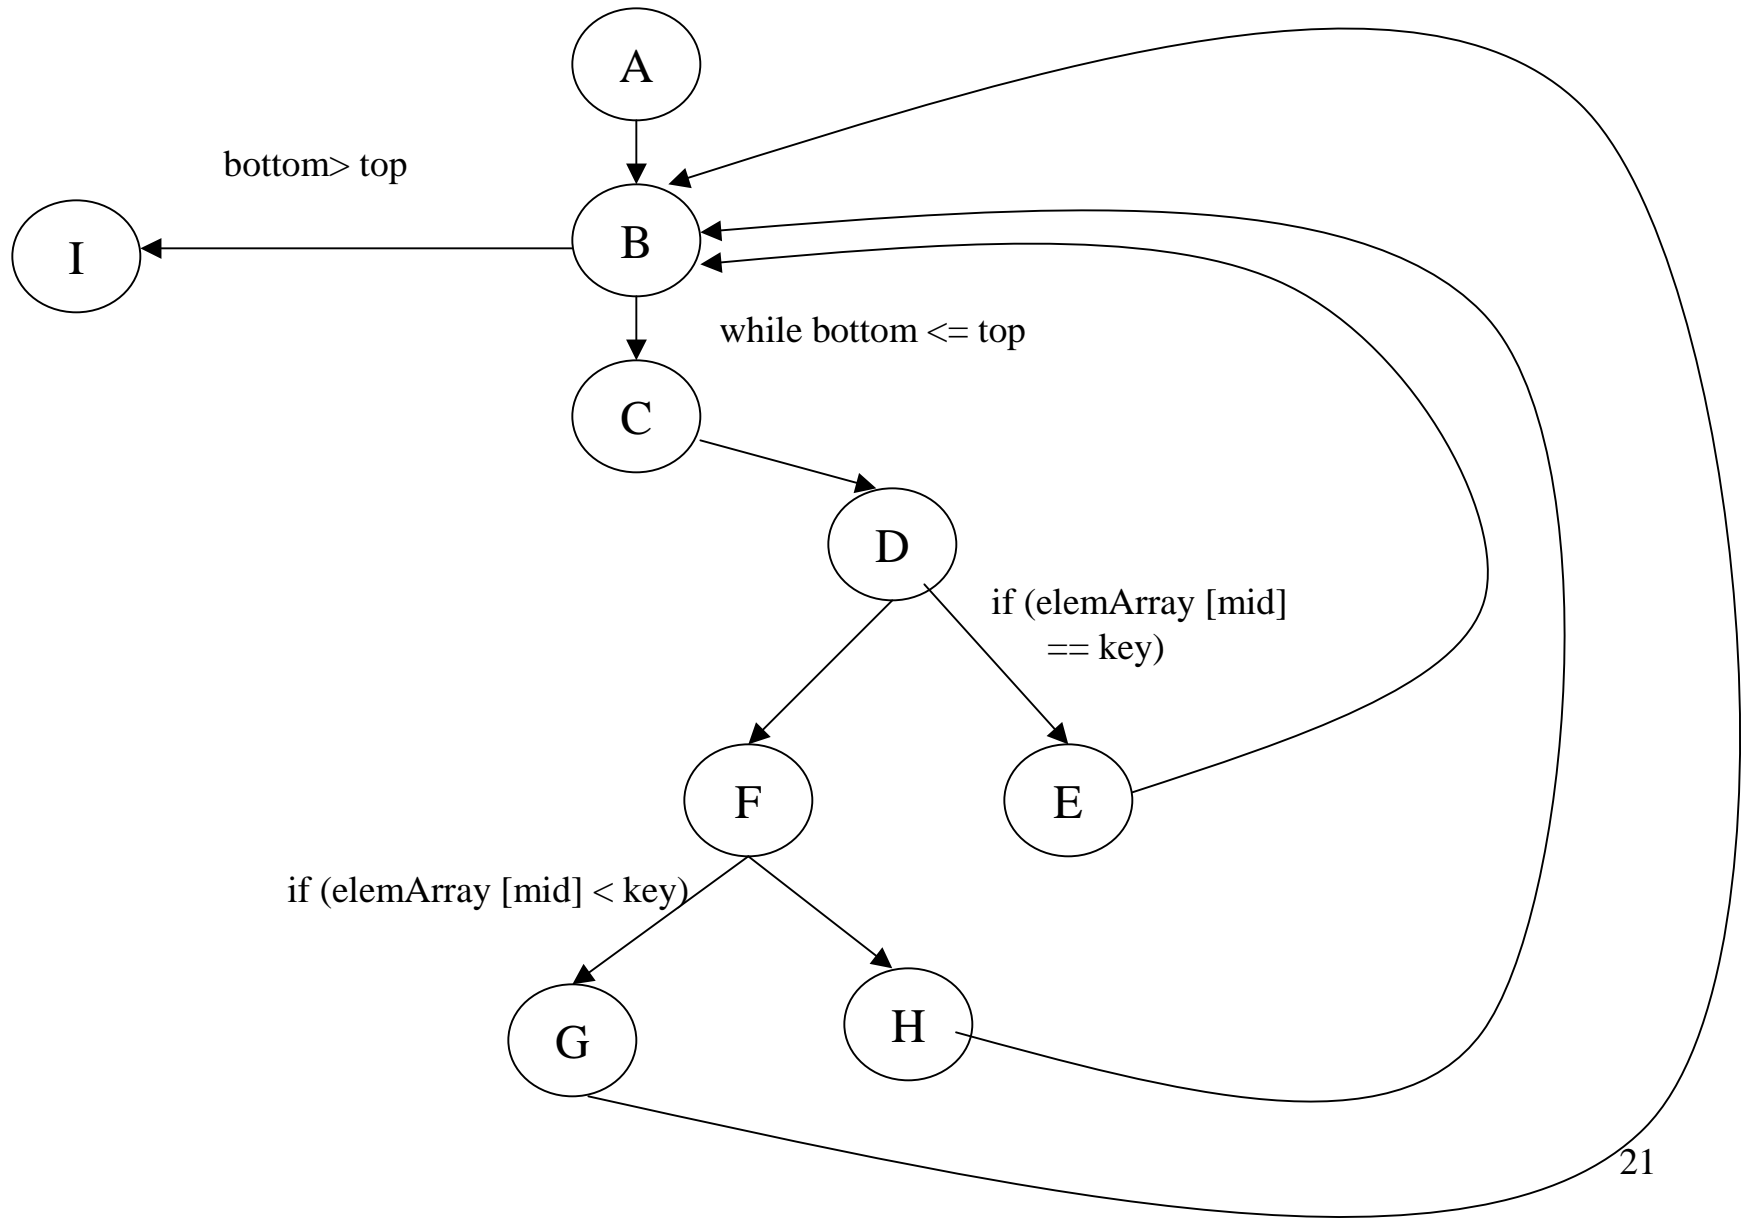 A
bottom> top
I
B
while bottom <= top
C
D
if (elemArray [mid]
== key)
F
E
if (elemArray [mid] < key)
G
H
21